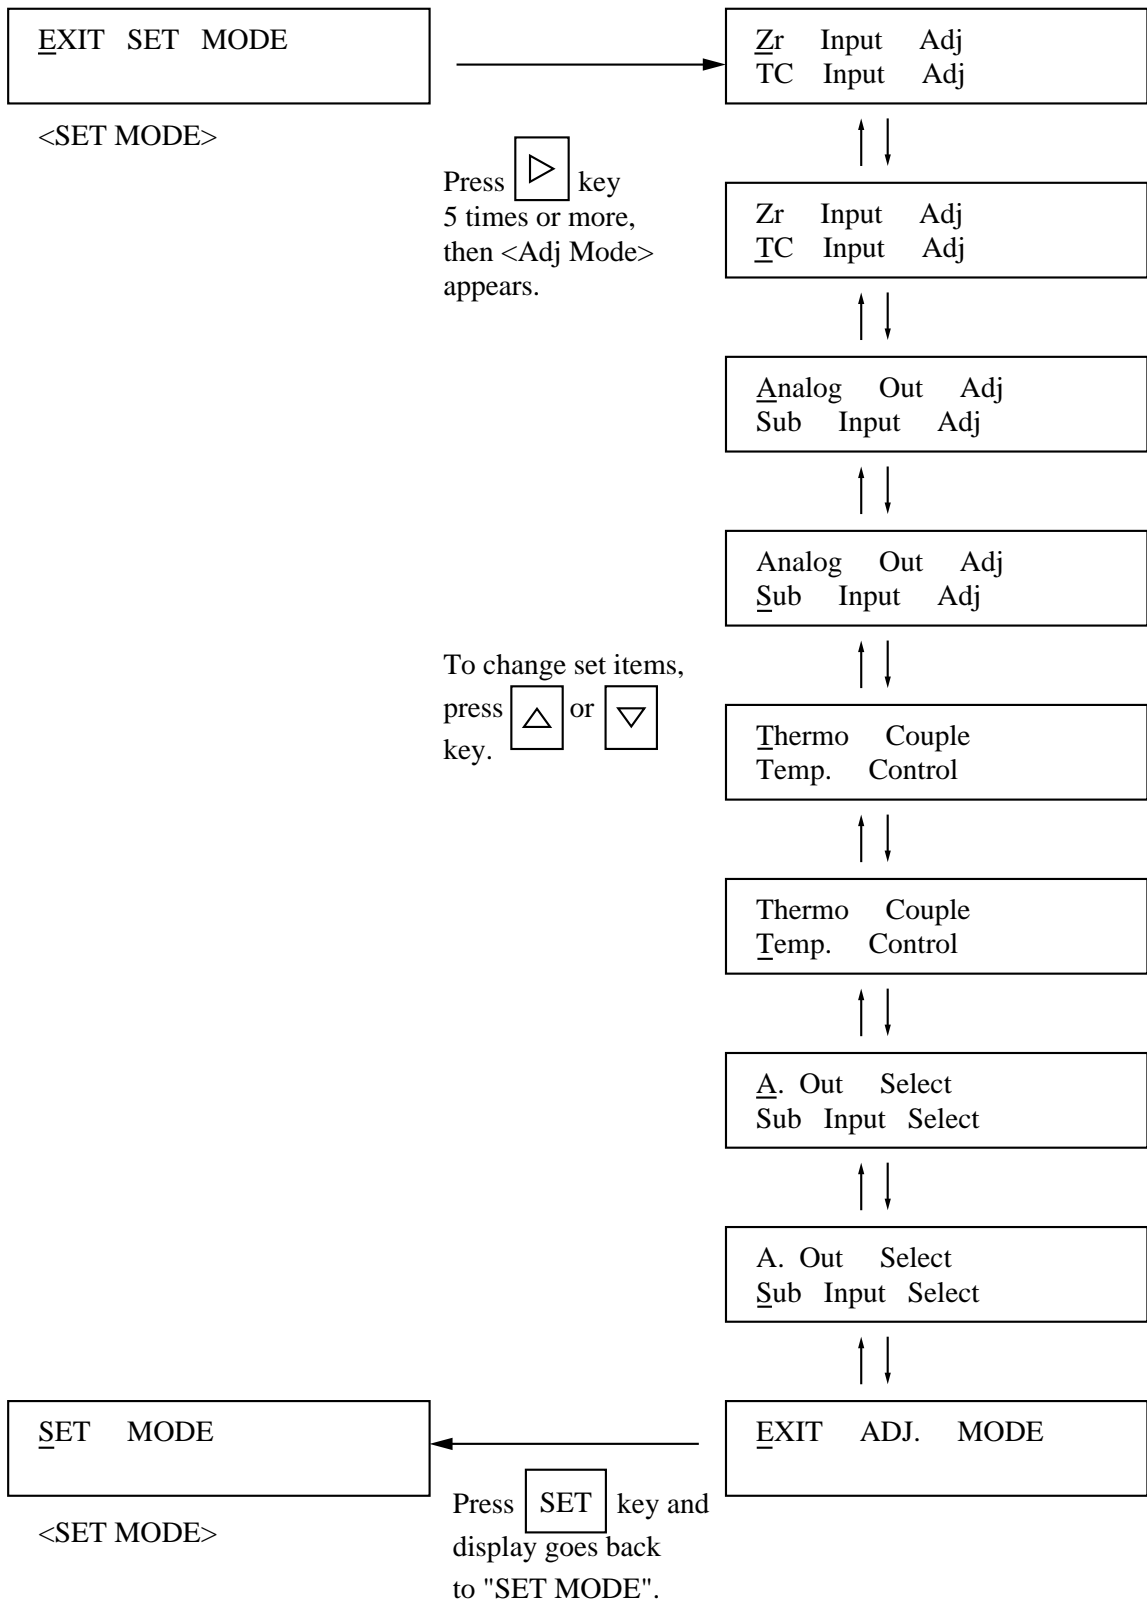 EXIT SET MODE
<SET MODE>
Press key
5 times or more,
then <Adj Mode>
appears.
Zr Input Adj
TC Input Adj
Zr Input Adj
TC Input Adj
Analog Out Adj
Sub Input Adj
Analog Out Adj
Sub Input Adj
To change set items,
press or
key.
Thermo Couple
Temp. Control
Thermo Couple
Temp. Control
A. Out Select
Sub Input Select
A. Out Select
Sub Input Select
EXIT ADJ. MODE
Press SET key and
display goes back
to "SET MODE".
SET MODE
<SET MODE>